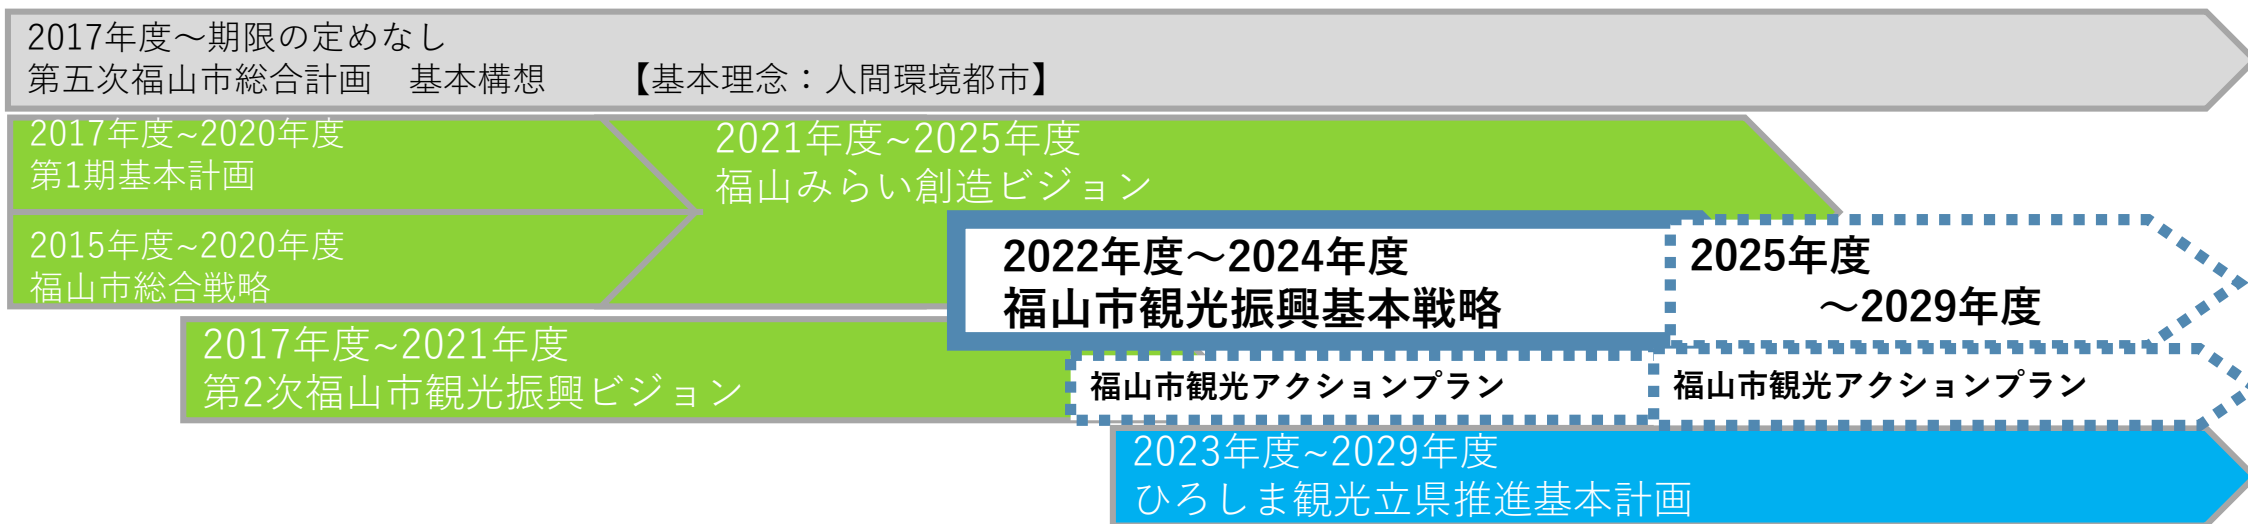 2017年度～期限の定めなし
第五次福山市総合計画　基本構想　　【基本理念：人間環境都市】
2017年度~2020年度
第1期基本計画
2021年度~2025年度
福山みらい創造ビジョン
2015年度~2020年度
福山市総合戦略
2022年度～2024年度
福山市観光振興基本戦略
2025年度
～2029年度
2017年度~2021年度
第2次福山市観光振興ビジョン
福山市観光アクションプラン
福山市観光アクションプラン
2023年度~2029年度
ひろしま観光立県推進基本計画